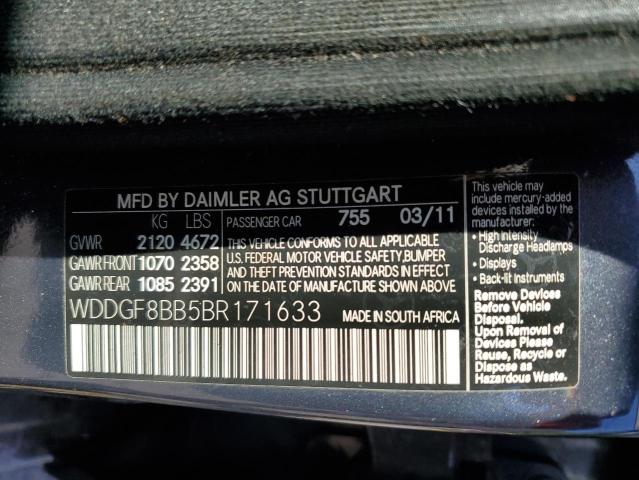 MFD BY DAIMLER AG STUTTGART
KG LBS PASSENGER CAR 755 03/11
GVWR 2120 4672
GAWR FRONT 1070 2358
GAWR REAR 1085 2391
THIS VEHICLE CONFORMS TO ALL APPLICABLE
U.S. FEDERAL MOTOR VEHICLE SAFETY, BUMPER
AND THEFT PREVENTION STANDARDS IN EFFECT
ON THE DATE OF MANUFACTURE SHOWN ABOVE.
WDDGF8BB5BR171633 MADE IN SOUTH AFRICA
This vehicle may
include mercury-added
devices installed by
the manufacturer:
• High Intensity
Discharge Headlamps
• Displays
• Back-lit Instruments
Remove Devices
Before Vehicle
Disposal.
Upon Removal of
Devices Please
Reuse, Recycle or
Dispose as
Hazardous Waste.